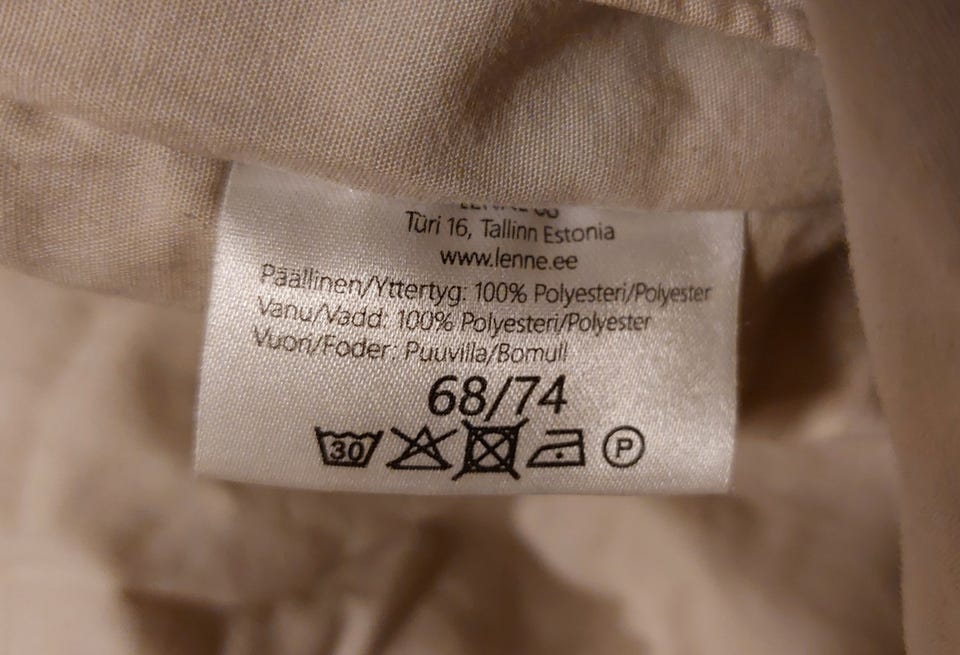 Türi 16, Tallinn Estonia
www.lenne.ee
Päällinen/Yttertyg: 100% Polyesteri/Polyester
Vanu/Vadd: 100% Polyesteri/Polyester
Vuori/Foder: Puuvilla/Bomull
68/74
30
P